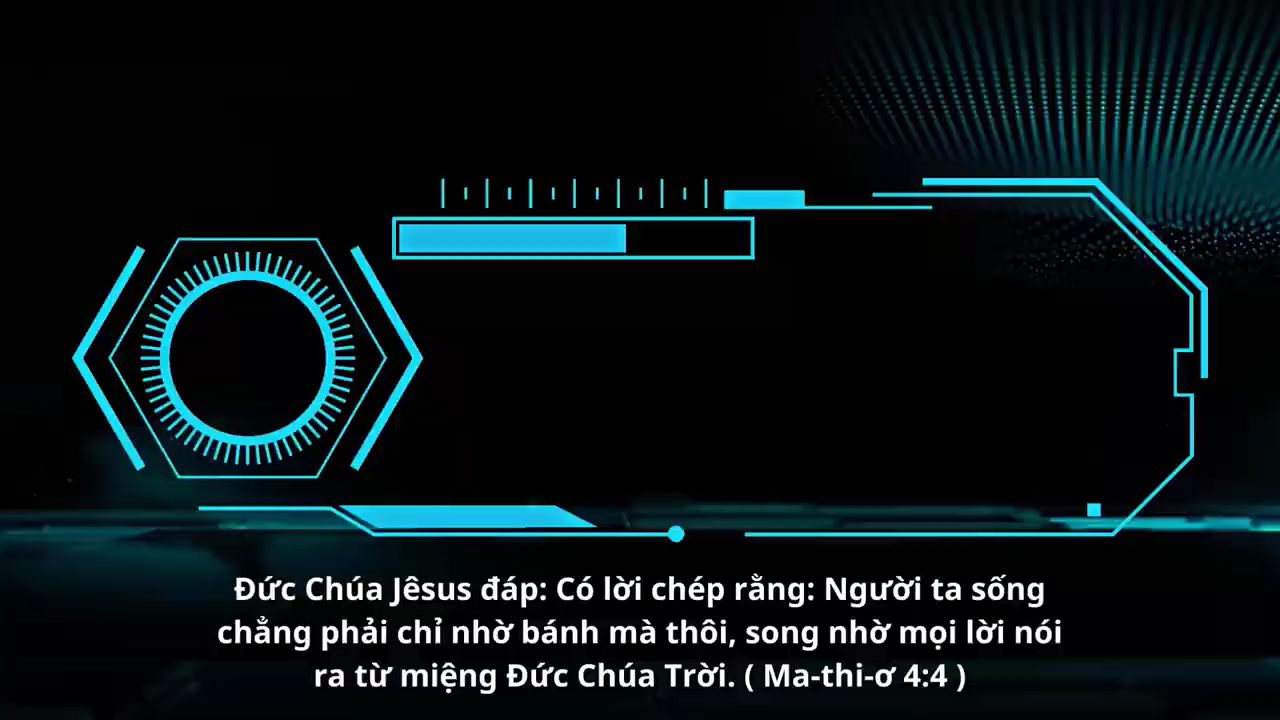 Đức Chúa Jêsus đáp: Có lời chép rằng: Người ta sống
chẳng phải chỉ nhờ bánh mà thôi, song nhờ mọi lời nói
ra từ miệng Đức Chúa Trời. ( Ma-thi-ơ 4:4 )